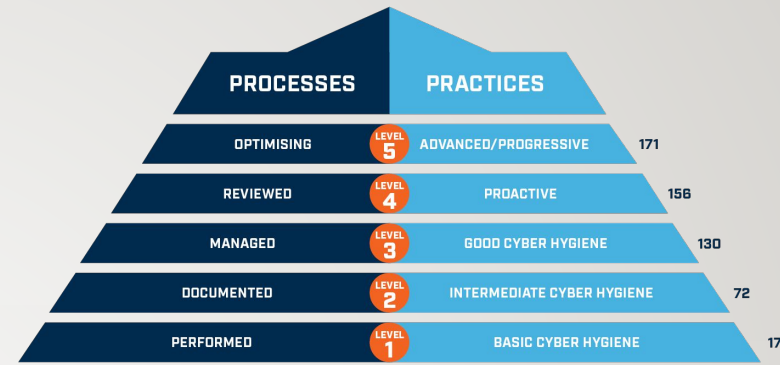 PROCESSES PRACTICES
OPTIMISING LEVEL 5 ADVANCED/PROGRESSIVE 171
REVIEWED LEVEL 4 PROACTIVE 156
MANAGED LEVEL 3 GOOD CYBER HYGIENE 130
DOCUMENTED LEVEL 2 INTERMEDIATE CYBER HYGIENE 72
PERFORMED LEVEL 1 BASIC CYBER HYGIENE 17